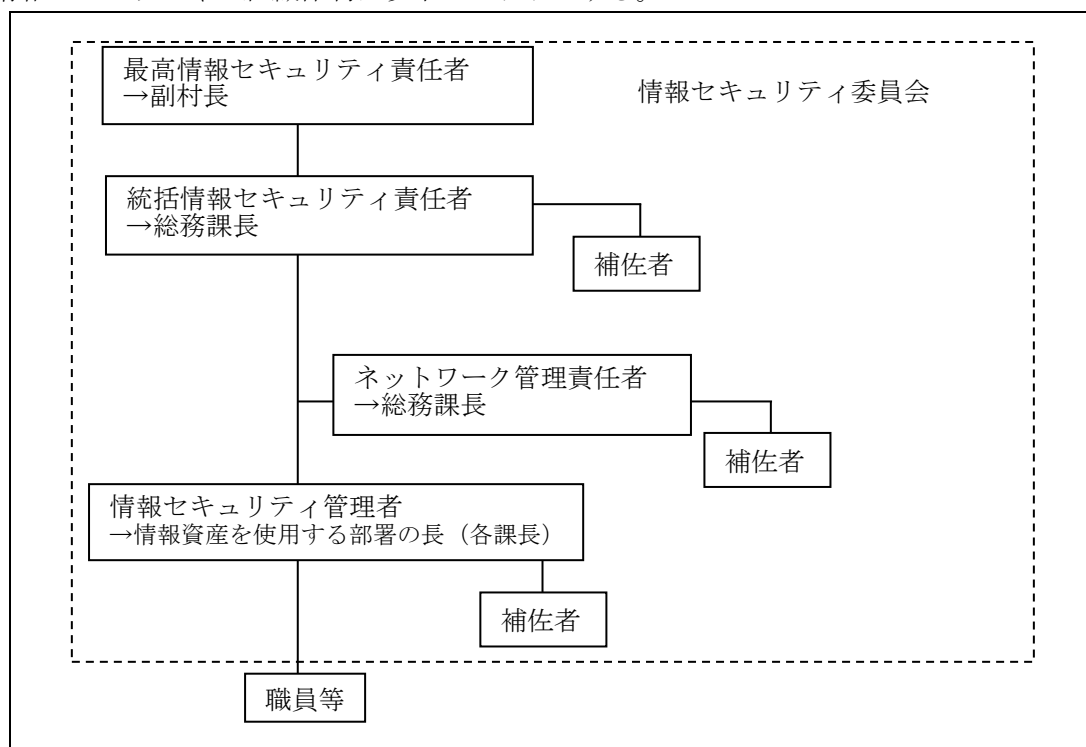 最高情報セキュリティ責任者
→副村長
情報セキュリティ委員会
統括情報セキュリティ責任者
→総務課長
補佐者
ネットワーク管理責任者
→総務課長
補佐者
情報セキュリティ管理者
→情報資産を使用する部署の長（各課長）
補佐者
職員等